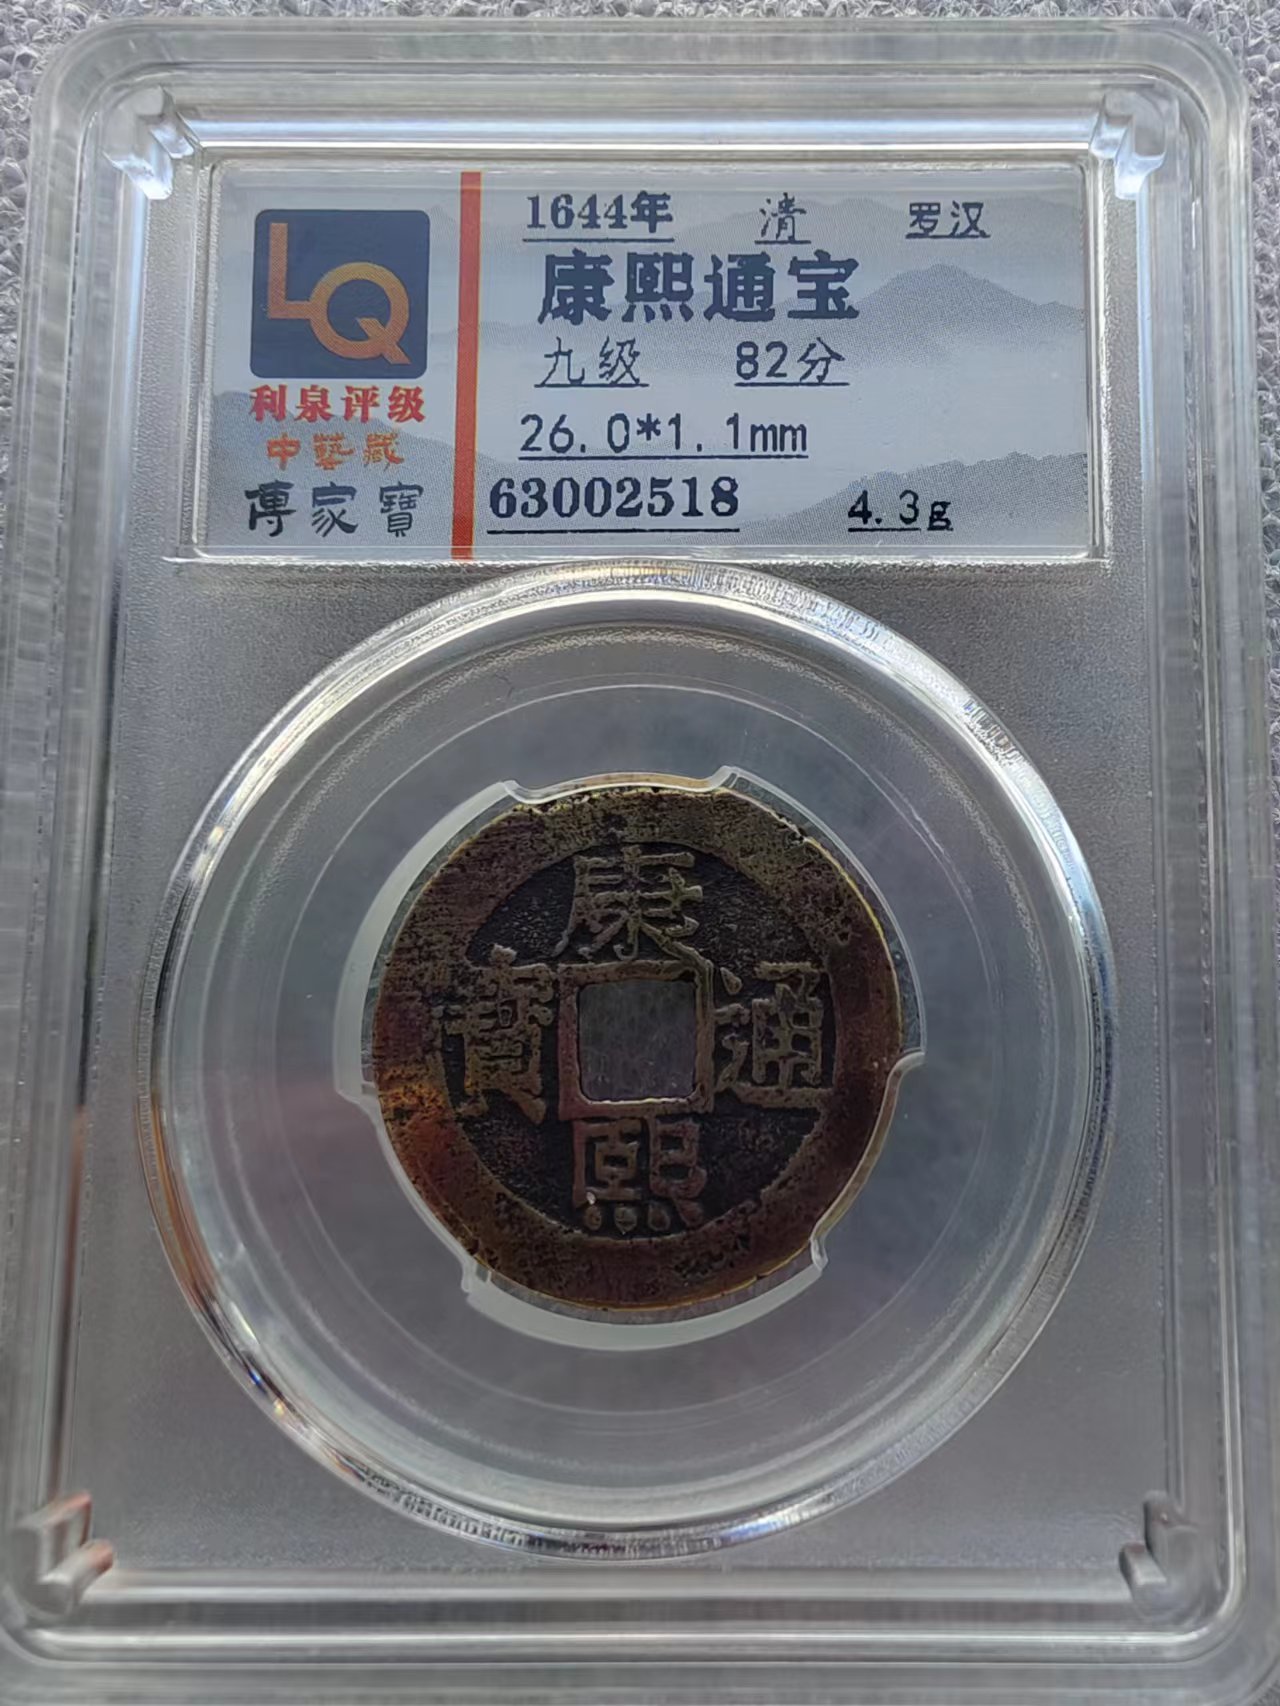 LQ
利泉评级
中藝藏
傳家寶
1644年 清 罗汉
康熙通宝
九级 82分
26.0*1.1mm
63002518 4.3g
康熙通寳